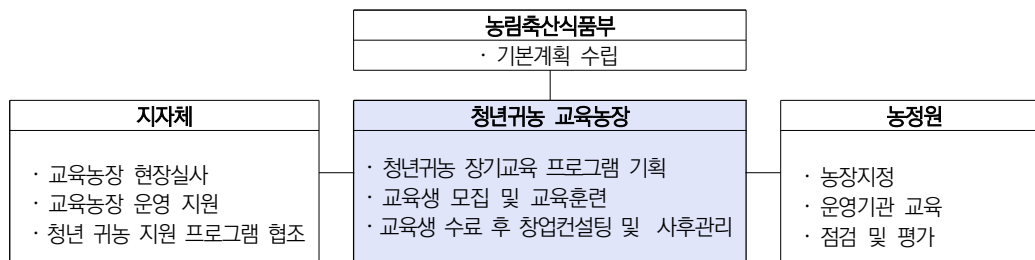 농림축산식품부
· 기본계획 수립
지자체
· 교육농장 현장실사
· 교육농장 운영 지원
· 청년 귀농 지원 프로그램 협조
청년귀농 교육농장
· 청년귀농 장기교육 프로그램 기획
· 교육생 모집 및 교육훈련
· 교육생 수료 후 창업컨설팅 및 사후관리
농정원
· 농장지정
· 운영기관 교육
· 점검 및 평가